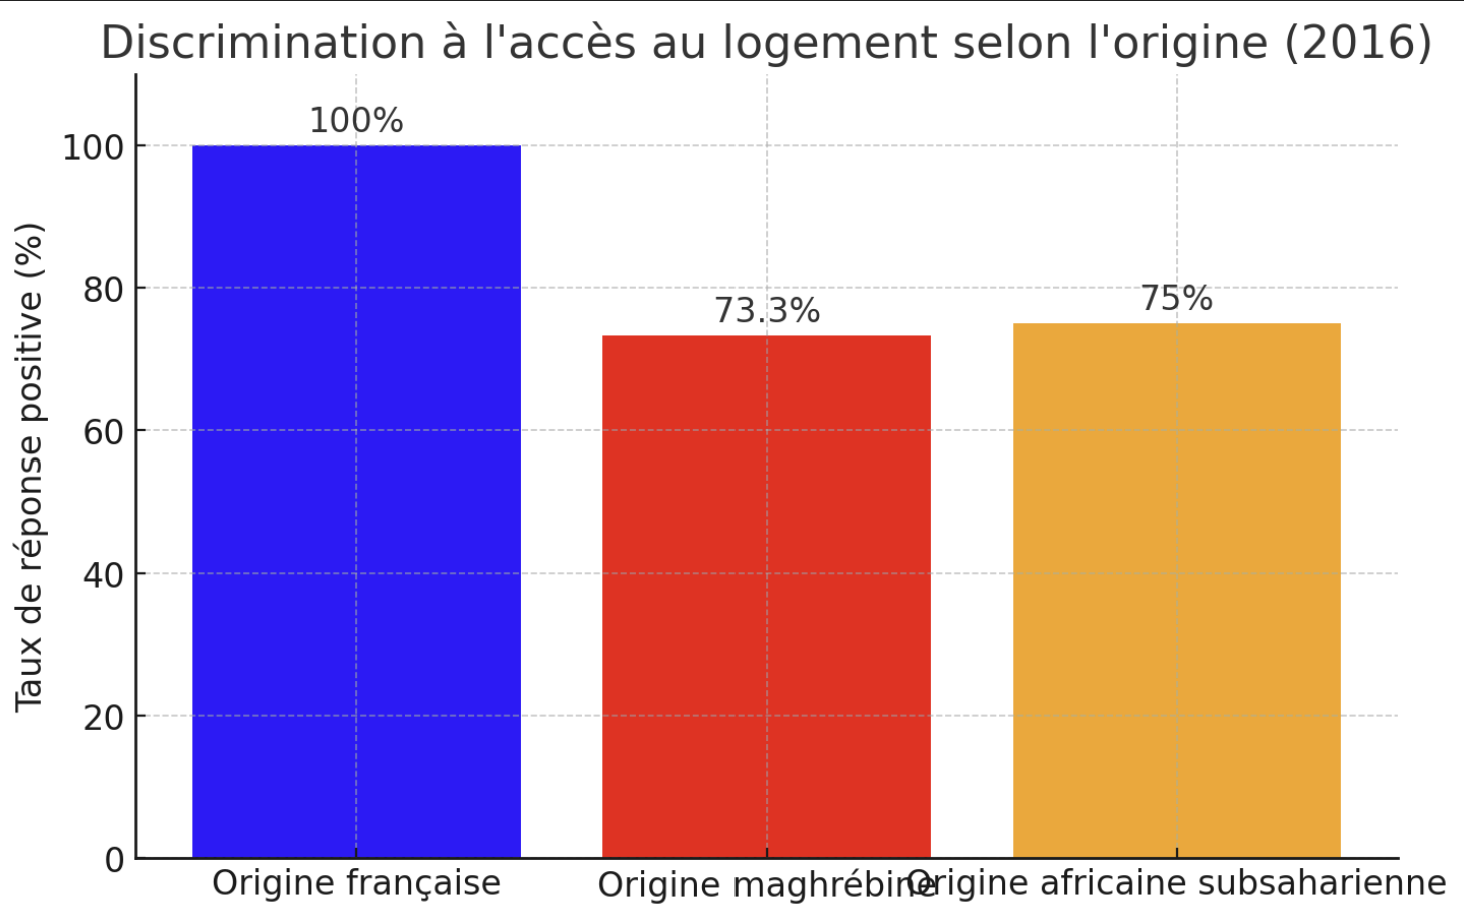 Discrimination à l'accès au logement selon l'origine (2016)
Taux de réponse positive (%)
100
80
60
40
20
0
100%
73.3%
75%
Origine française
Origine maghrébine
Origine africaine subsaharienne